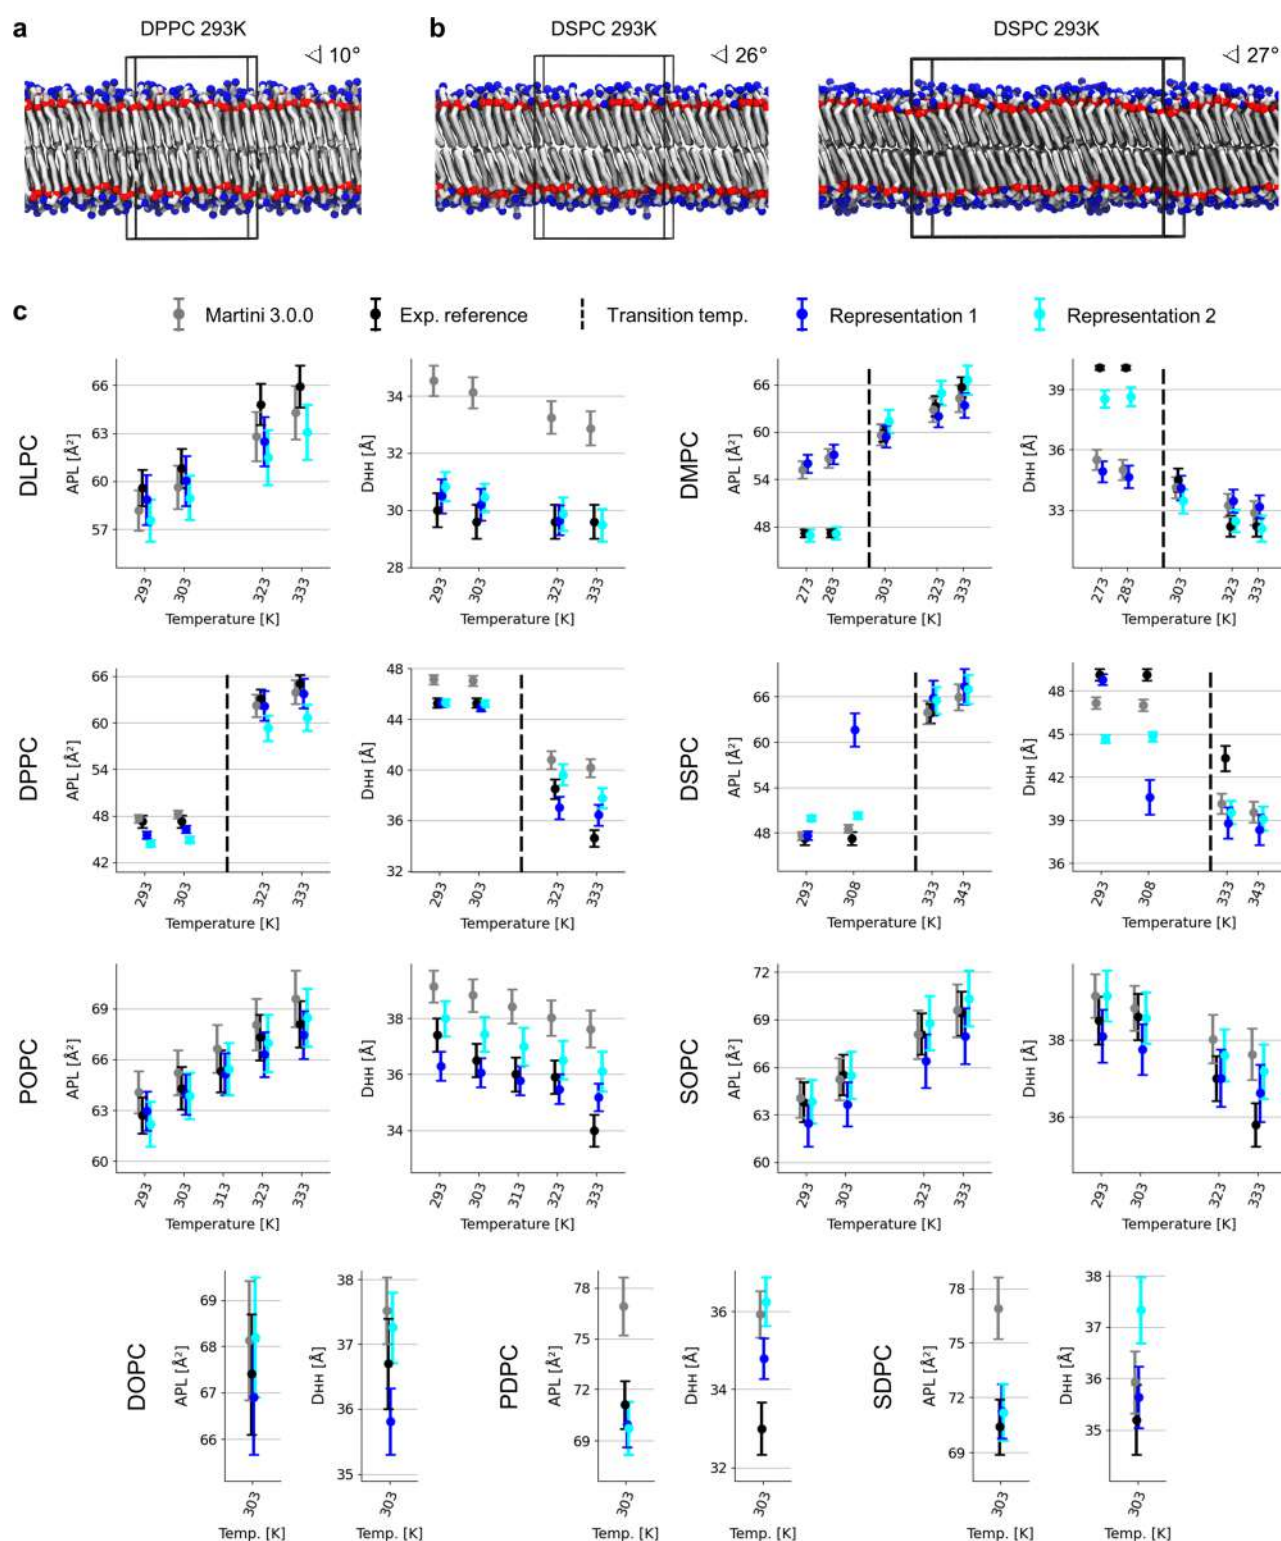 a DPPC 293K b DSPC 293K DSPC 293K
10° 26° 27°
c Martini 3.0.0 Exp. reference Transition temp. Representation 1 Representation 2
DLPC
APL [Å²]
66
63
60
57
293 303 323 333
Temperature [K]
DHH [Å]
34
32
30
28
293 303 323 333
Temperature [K]
DMPC
APL [Å²]
66
60
54
48
273 283 303 323 333
Temperature [K]
DHH [Å]
39
36
33
273 283 303 323 333
Temperature [K]
DPPC
APL [Å²]
66
60
54
48
42
293 303 323 333
Temperature [K]
DHH [Å]
48
44
40
36
32
293 303 323 333
Temperature [K]
DSPC
APL [Å²]
66
60
54
48
293 308 333 343
Temperature [K]
DHH [Å]
48
45
42
39
36
293 308 333 343
Temperature [K]
POPC
APL [Å²]
69
66
63
60
293 303 313 323 333
Temperature [K]
DHH [Å]
38
36
34
293 303 313 323 333
Temperature [K]
SOPC
APL [Å²]
72
69
66
63
60
293 303 323 333
Temperature [K]
DHH [Å]
38
36
293 303 323 333
Temperature [K]
DOPC
APL [Å²]
69
68
67
66
303
Temp. [K]
DHH [Å]
38
37
36
35
303
Temp. [K]
PDPC
APL [Å²]
78
75
72
69
303
Temp. [K]
DHH [Å]
36
35
33
32
303
Temp. [K]
SDPC
APL [Å²]
78
75
72
69
303
Temp. [K]
DHH [Å]
38
37
36
35
303
Temp. [K]